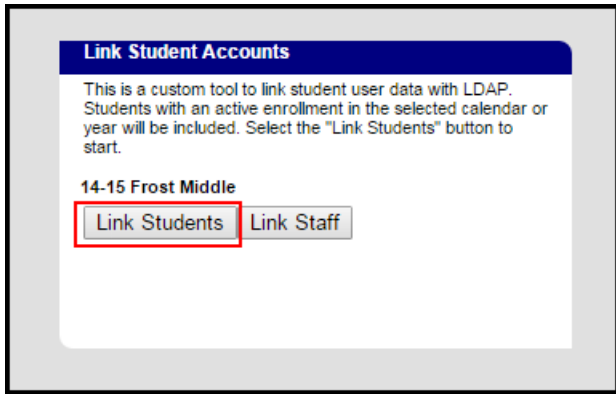 Link Student Accounts
This is a custom tool to link student user data with LDAP.
Students with an active enrollment in the selected calendar or
year will be included. Select the "Link Students" button to
start.
14-15 Frost Middle
Link Students Link Staff